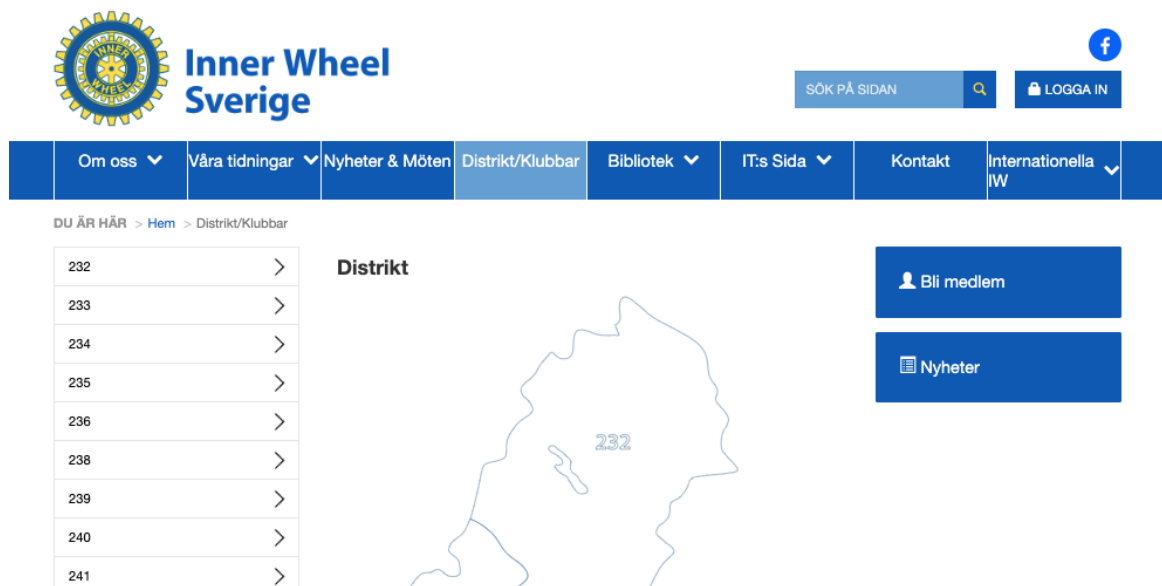 INNER
WHEEL
Inner Wheel
Sverige
SÖK PÅ SIDAN
LOGGA IN
Om oss
Våra tidningar
Nyheter & Möten
Distrikt/Klubbar
Bibliotek
IT:s Sida
Kontakt
Internationella
IW
DU ÄR HÄR > Hem > Distrikt/Klubbar
232
233
234
235
236
238
239
240
241
Distrikt
232
Bli medlem
Nyheter